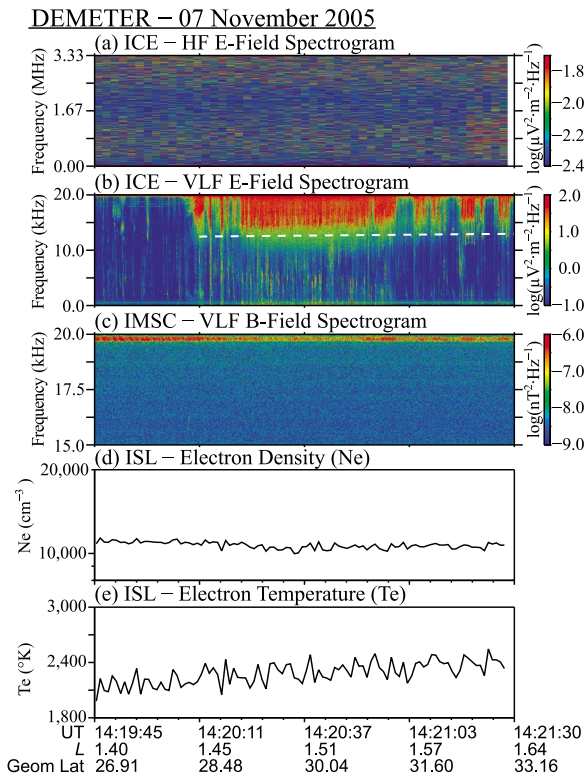 DEMETER – 07 November 2005
(a) ICE – HF E-Field Spectrogram
3.33
1.67
0.00
Frequency (MHz)
-1.8
-2.0
-2.2
-2.4
log(μV²·m⁻²·Hz⁻¹)
(b) ICE – VLF E-Field Spectrogram
20.0
10.0
0.0
Frequency (kHz)
2.0
1.0
0.0
-1.0
log(μV²·m⁻²·Hz⁻¹)
(c) IMSC – VLF B-Field Spectrogram
20.0
17.5
15.0
Frequency (kHz)
-6.0
-7.0
-8.0
-9.0
log(nT²·Hz⁻¹)
(d) ISL – Electron Density (Ne)
20,000
10,000
Ne (cm⁻³)
(e) ISL – Electron Temperature (Te)
3,000
2,400
1,800
Te (°K)
UT 14:19:45 14:20:11 14:20:37 14:21:03 14:21:30
L 1.40 1.45 1.51 1.57 1.64
Geom Lat 26.91 28.48 30.04 31.60 33.16